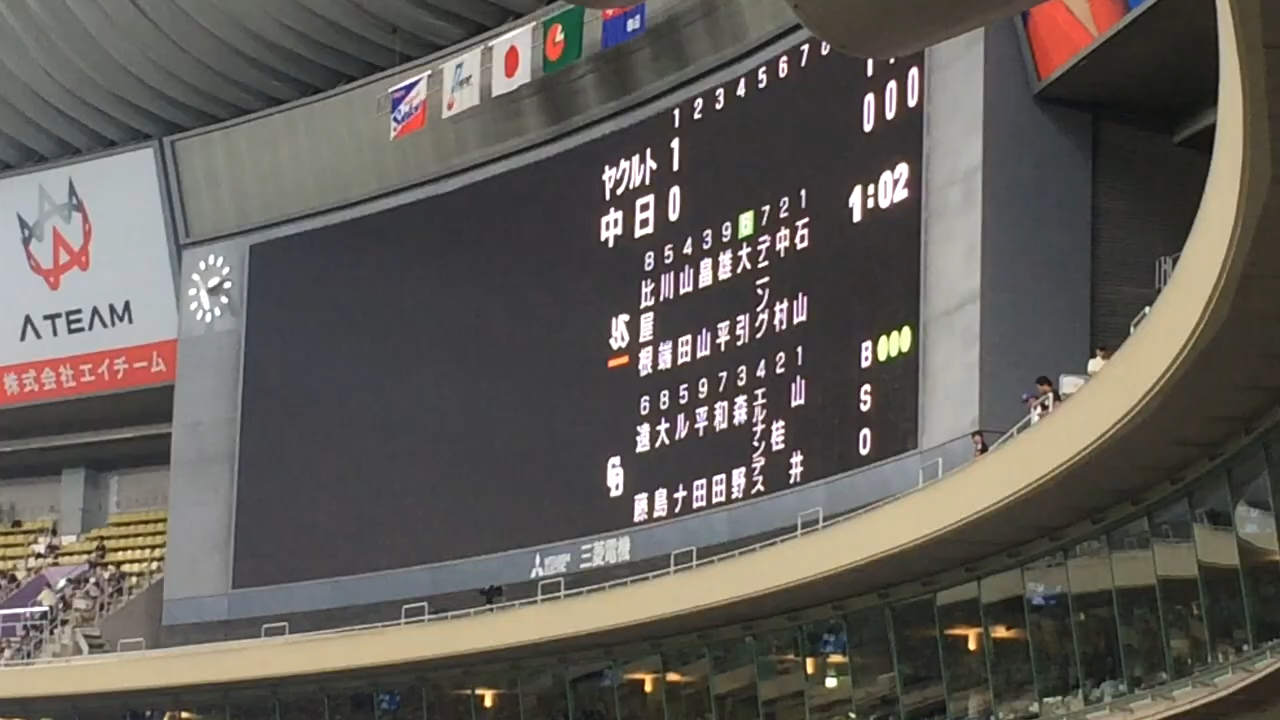 ATEAM
株式会社エイチーム
1 2 3 4 5 6 7
ヤクルト 1
中日 0
0 0 0
1:02
8 5 4 3 9 6 7 2 1
比屋根
川端
山田
畠山
雄平
大引
デニング
中村
石山
YS
6 8 5 9 7 3 4 2 1
遠藤
大島
ルナ
平田
和田
森野
エルナンデス
桂
山井
CD
B
S
O
三菱電機